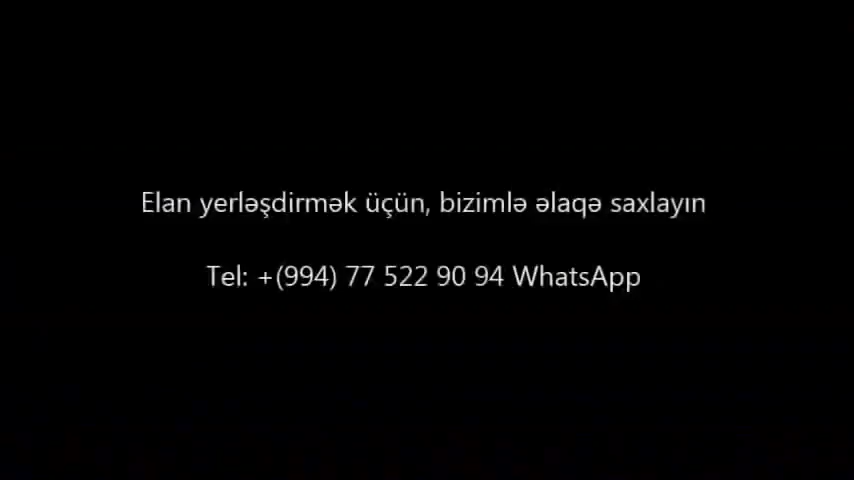 Elan yerləşdirmək üçün, bizimlə əlaqə saxlayın
Tel: +(994) 77 522 90 94 WhatsApp